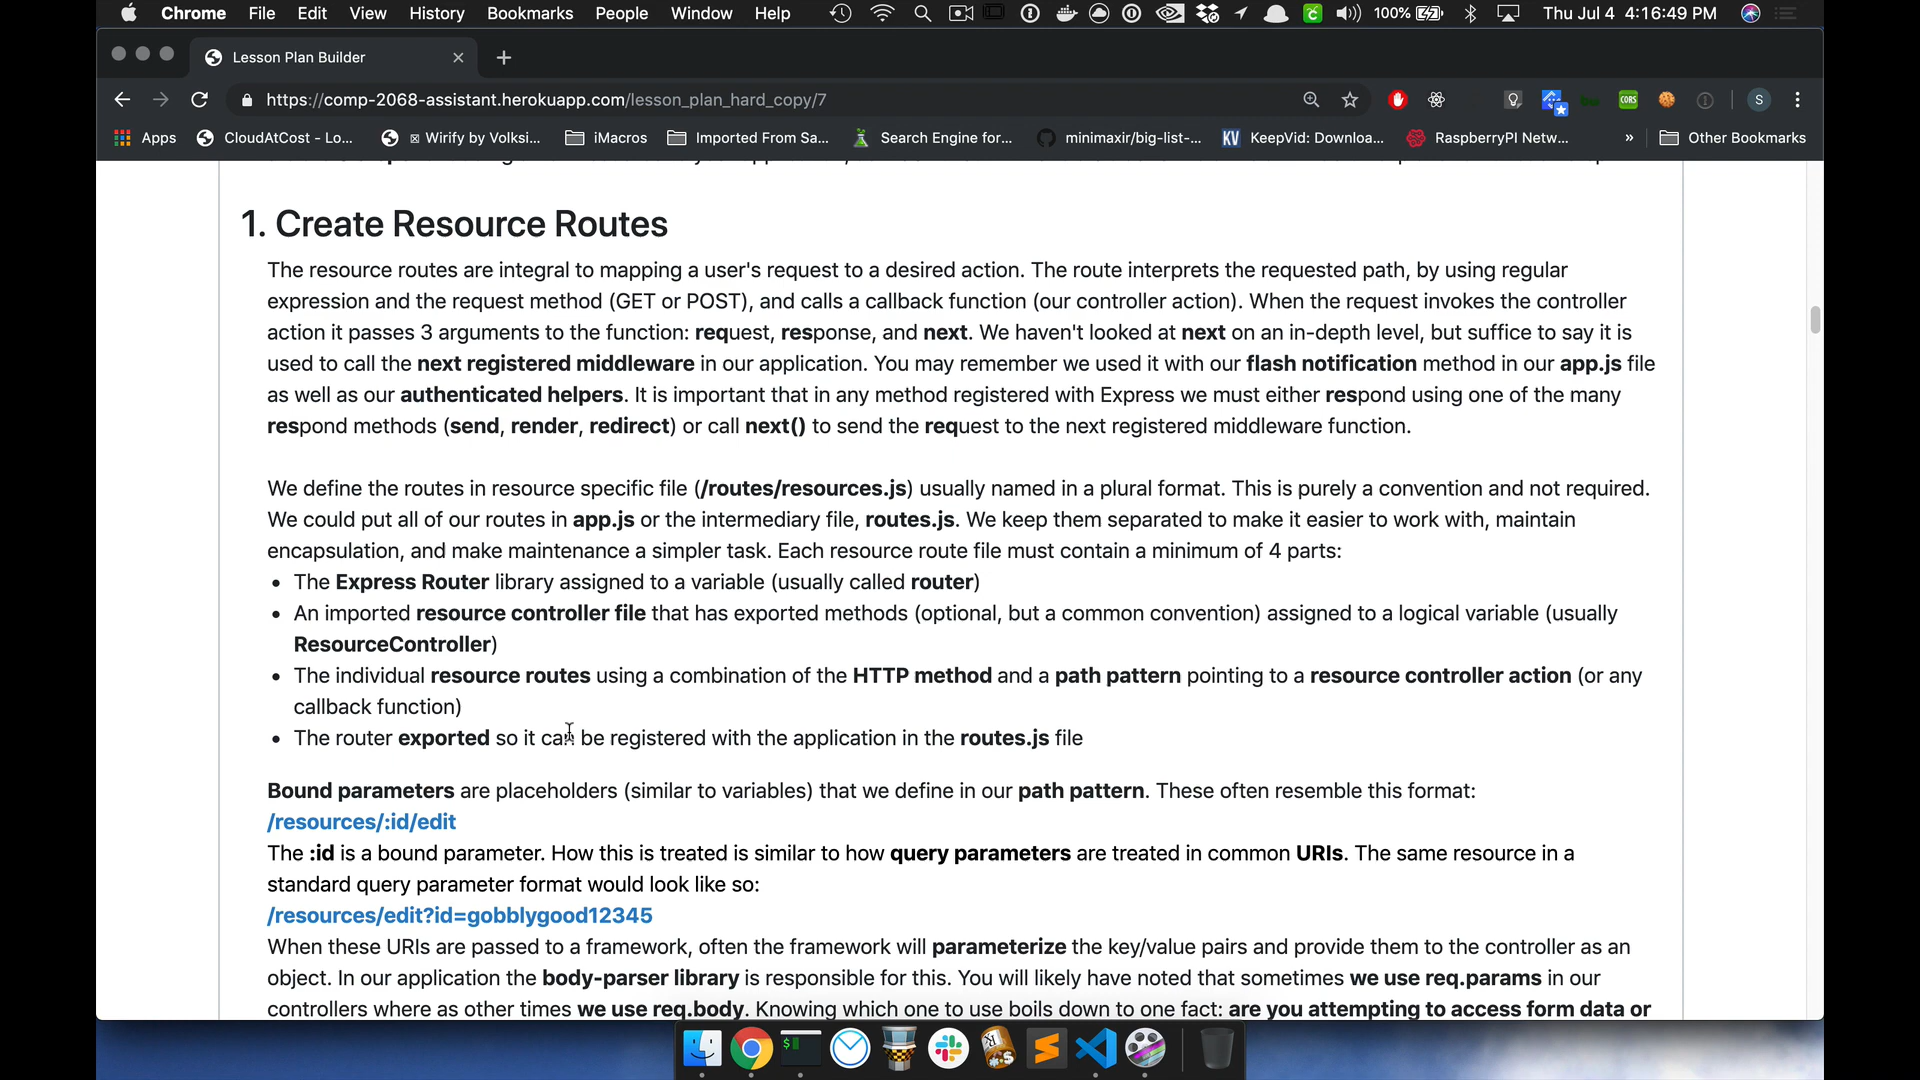 Chrome File Edit View History Bookmarks People Window Help 100% Thu Jul 4 4:16:49 PM
Lesson Plan Builder
https://comp-2068-assistant.herokuapp.com/lesson_plan_hard_copy/7 CORS S
Apps CloudAtCost - Lo... Wirify by Volksi... iMacros Imported From Sa... Search Engine for... minimaxir/big-list-... KV KeepVid: Downloa... RaspberryPI Netw... » Other Bookmarks
1. Create Resource Routes
The resource routes are integral to mapping a user's request to a desired action. The route interprets the requested path, by using regular
expression and the request method (GET or POST), and calls a callback function (our controller action). When the request invokes the controller
action it passes 3 arguments to the function: request, response, and next. We haven't looked at next on an in-depth level, but suffice to say it is
used to call the next registered middleware in our application. You may remember we used it with our flash notification method in our app.js file
as well as our authenticated helpers. It is important that in any method registered with Express we must either respond using one of the many
respond methods (send, render, redirect) or call next() to send the request to the next registered middleware function.
We define the routes in resource specific file (/routes/resources.js) usually named in a plural format. This is purely a convention and not required.
We could put all of our routes in app.js or the intermediary file, routes.js. We keep them separated to make it easier to work with, maintain
encapsulation, and make maintenance a simpler task. Each resource route file must contain a minimum of 4 parts:
• The Express Router library assigned to a variable (usually called router)
• An imported resource controller file that has exported methods (optional, but a common convention) assigned to a logical variable (usually
ResourceController)
• The individual resource routes using a combination of the HTTP method and a path pattern pointing to a resource controller action (or any
callback function)
• The router exported so it can be registered with the application in the routes.js file
Bound parameters are placeholders (similar to variables) that we define in our path pattern. These often resemble this format:
/resources/:id/edit
The :id is a bound parameter. How this is treated is similar to how query parameters are treated in common URIs. The same resource in a
standard query parameter format would look like so:
/resources/edit?id=gobblygood12345
When these URIs are passed to a framework, often the framework will parameterize the key/value pairs and provide them to the controller as an
object. In our application the body-parser library is responsible for this. You will likely have noted that sometimes we use req.params in our
controllers where as other times we use req.body. Knowing which one to use boils down to one fact: are you attempting to access form data or